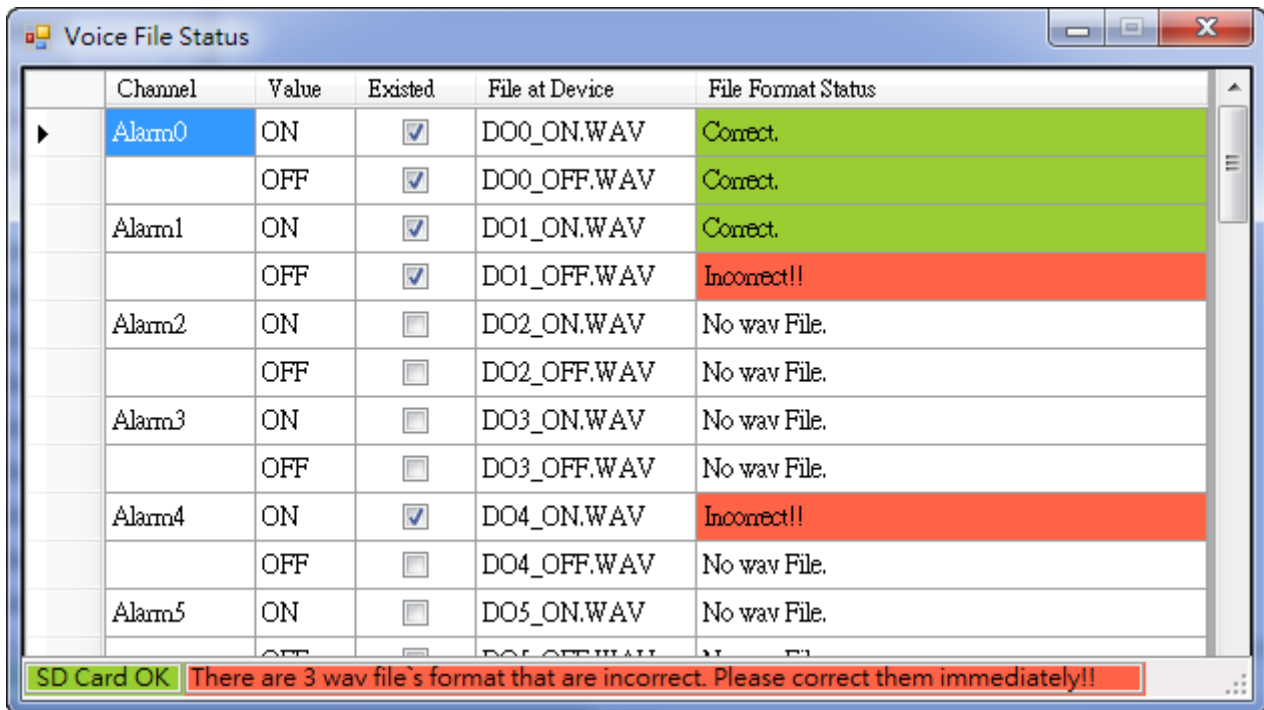 Voice File Status
Channel Value Existed File at Device File Format Status
Alarm0 ON DO0_ON.WAV Correct.
OFF DO0_OFF.WAV Correct.
Alarm1 ON DO1_ON.WAV Correct.
OFF DO1_OFF.WAV Incorrect!!
Alarm2 ON DO2_ON.WAV No wav File.
OFF DO2_OFF.WAV No wav File.
Alarm3 ON DO3_ON.WAV No wav File.
OFF DO3_OFF.WAV No wav File.
Alarm4 ON DO4_ON.WAV Incorrect!!
OFF DO4_OFF.WAV No wav File.
Alarm5 ON DO5_ON.WAV No wav File.
SD Card OK There are 3 wav file`s format that are incorrect. Please correct them immediately!!